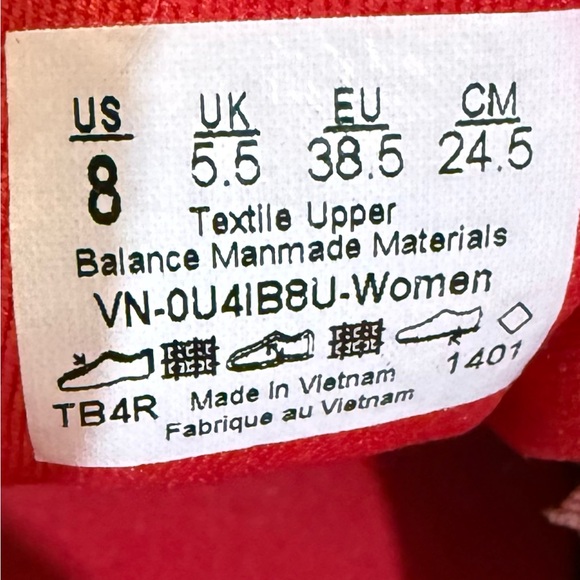 US UK EU CM
8 5.5 38.5 24.5
Textile Upper
Balance Manmade Materials
VN-0U4IB8U-Women
TB4R Made In Vietnam 1401
Fabrique au Vietnam